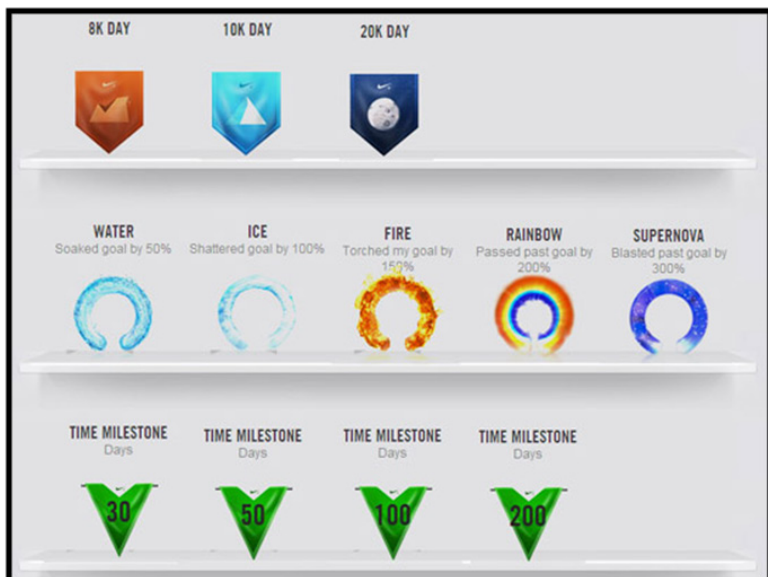 8K DAY
10K DAY
20K DAY
WATER
Soaked goal by 50%
ICE
Shattered goal by 100%
FIRE
Torched my goal by
150%
RAINBOW
Passed past goal by
200%
SUPERNOVA
Blasted past goal by
300%
TIME MILESTONE
Days
30
TIME MILESTONE
Days
50
TIME MILESTONE
Days
100
TIME MILESTONE
Days
200